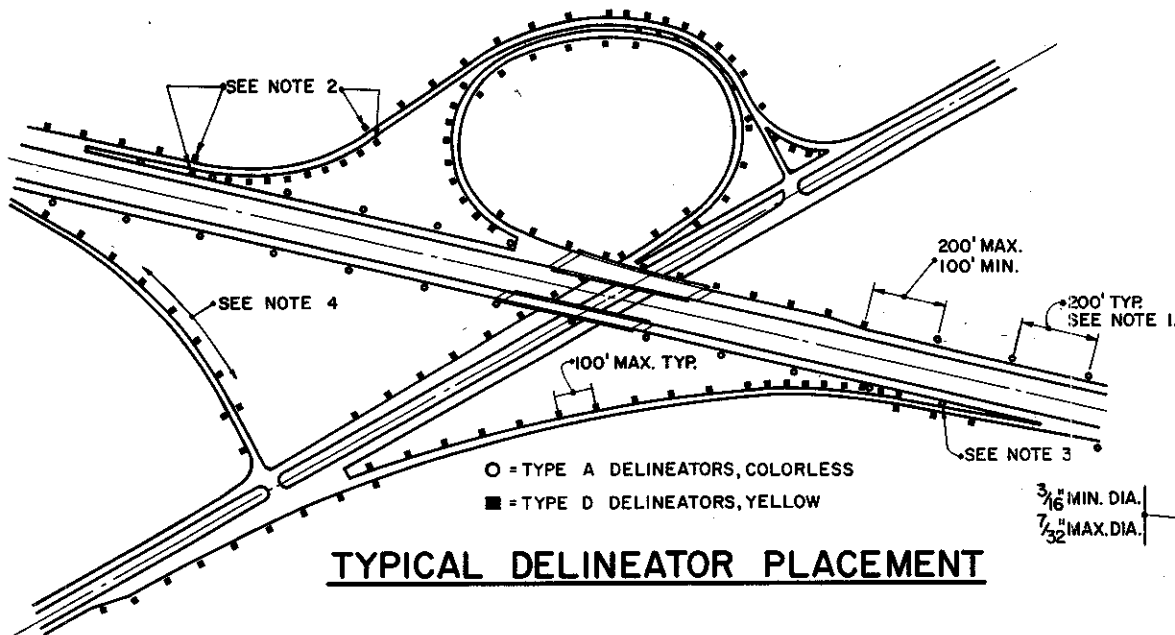 SEE NOTE 2
200' MAX.
100' MIN.
200' TYP.
SEE NOTE 1.
SEE NOTE 4
100' MAX. TYP.
SEE NOTE 3
O = TYPE A DELINEATORS, COLORLESS
■ = TYPE D DELINEATORS, YELLOW
3/16" MIN. DIA.
7/32" MAX. DIA.
TYPICAL DELINEATOR PLACEMENT